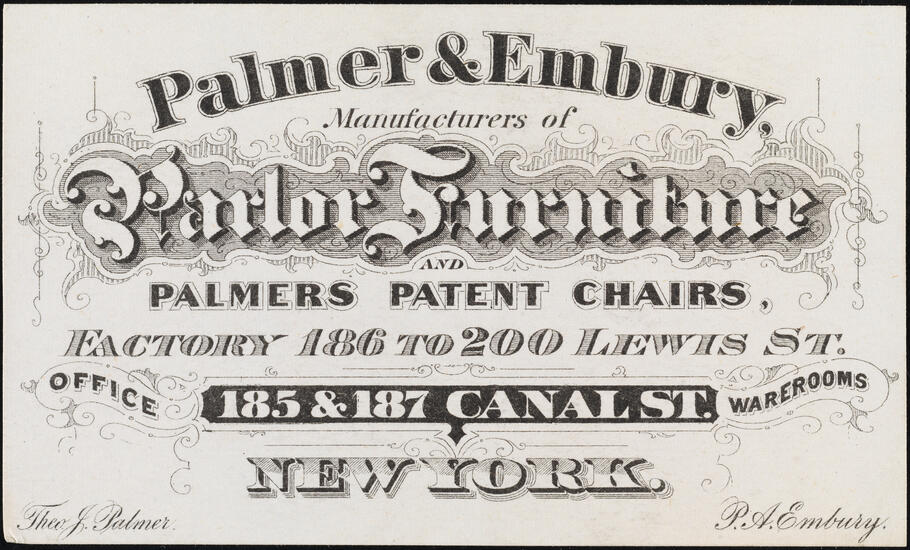 Palmer & Embury,
Manufacturers of
Parlor Furniture
AND
PALMERS PATENT CHAIRS,
FACTORY 186 TO 200 LEWIS ST.
OFFICE 185 & 187 CANAL ST. WAREROOMS
NEW YORK.
Theo. J. Palmer. P. A. Embury.